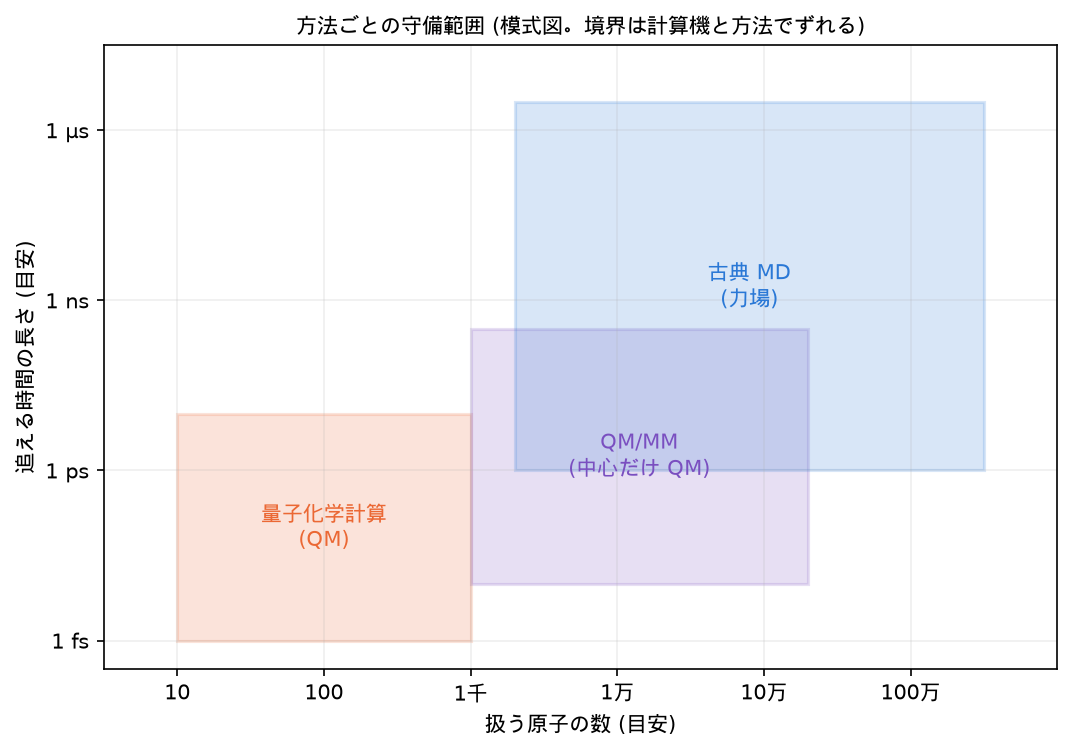 方法ごとの守備範囲 (模式図。境界は計算機と方法でずれる)
追える時間の長さ (目安)
1 µs
1 ns
1 ps
1 fs
古典 MD
(力場)
QM/MM
(中心だけ QM)
量子化学計算
(QM)
10
100
1千
1万
10万
100万
扱う原子の数 (目安)